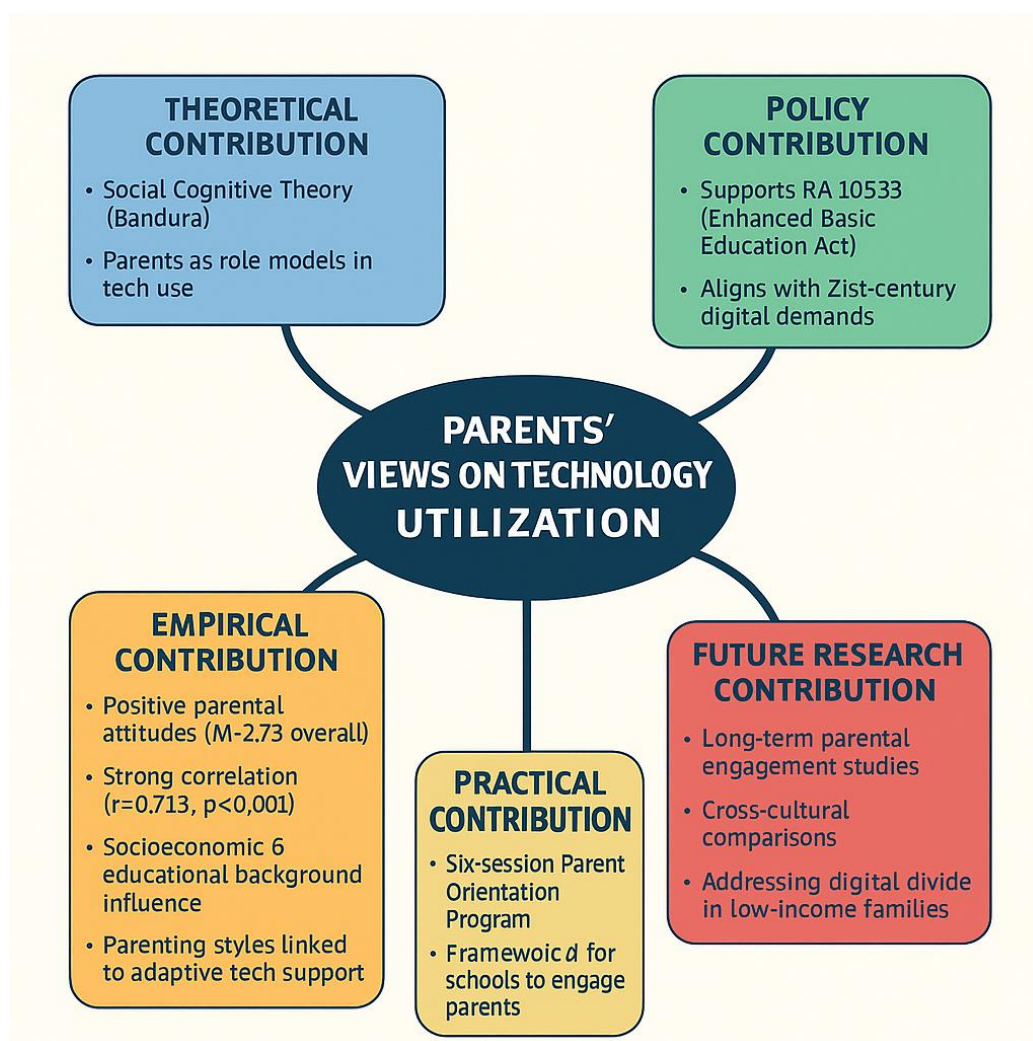 THEORETICAL
CONTRIBUTION
• Social Cognitive Theory
(Bandura)
• Parents as role models in
tech use
POLICY
CONTRIBUTION
• Supports RA 10533
(Enhanced Basic
Education Act)
• Aligns with Zist-century
digital demands
PARENTS’
VIEWS ON TECHNOLOGY
UTILIZATION
EMPIRICAL
CONTRIBUTION
• Positive parental
attitudes (M-2.73 overall)
• Strong correlation
(r=0.713, p<0,001)
• Socioeconomic 6
educational background
influence
• Parenting styles linked
to adaptive tech support
PRACTICAL
CONTRIBUTION
• Six-session Parent
Orientation
Program
• Framewoic d for
schools to engage
parents
FUTURE RESEARCH
CONTRIBUTION
• Long-term parental
engagement studies
• Cross-cultural
comparisons
• Addressing digital divide
in low-income families